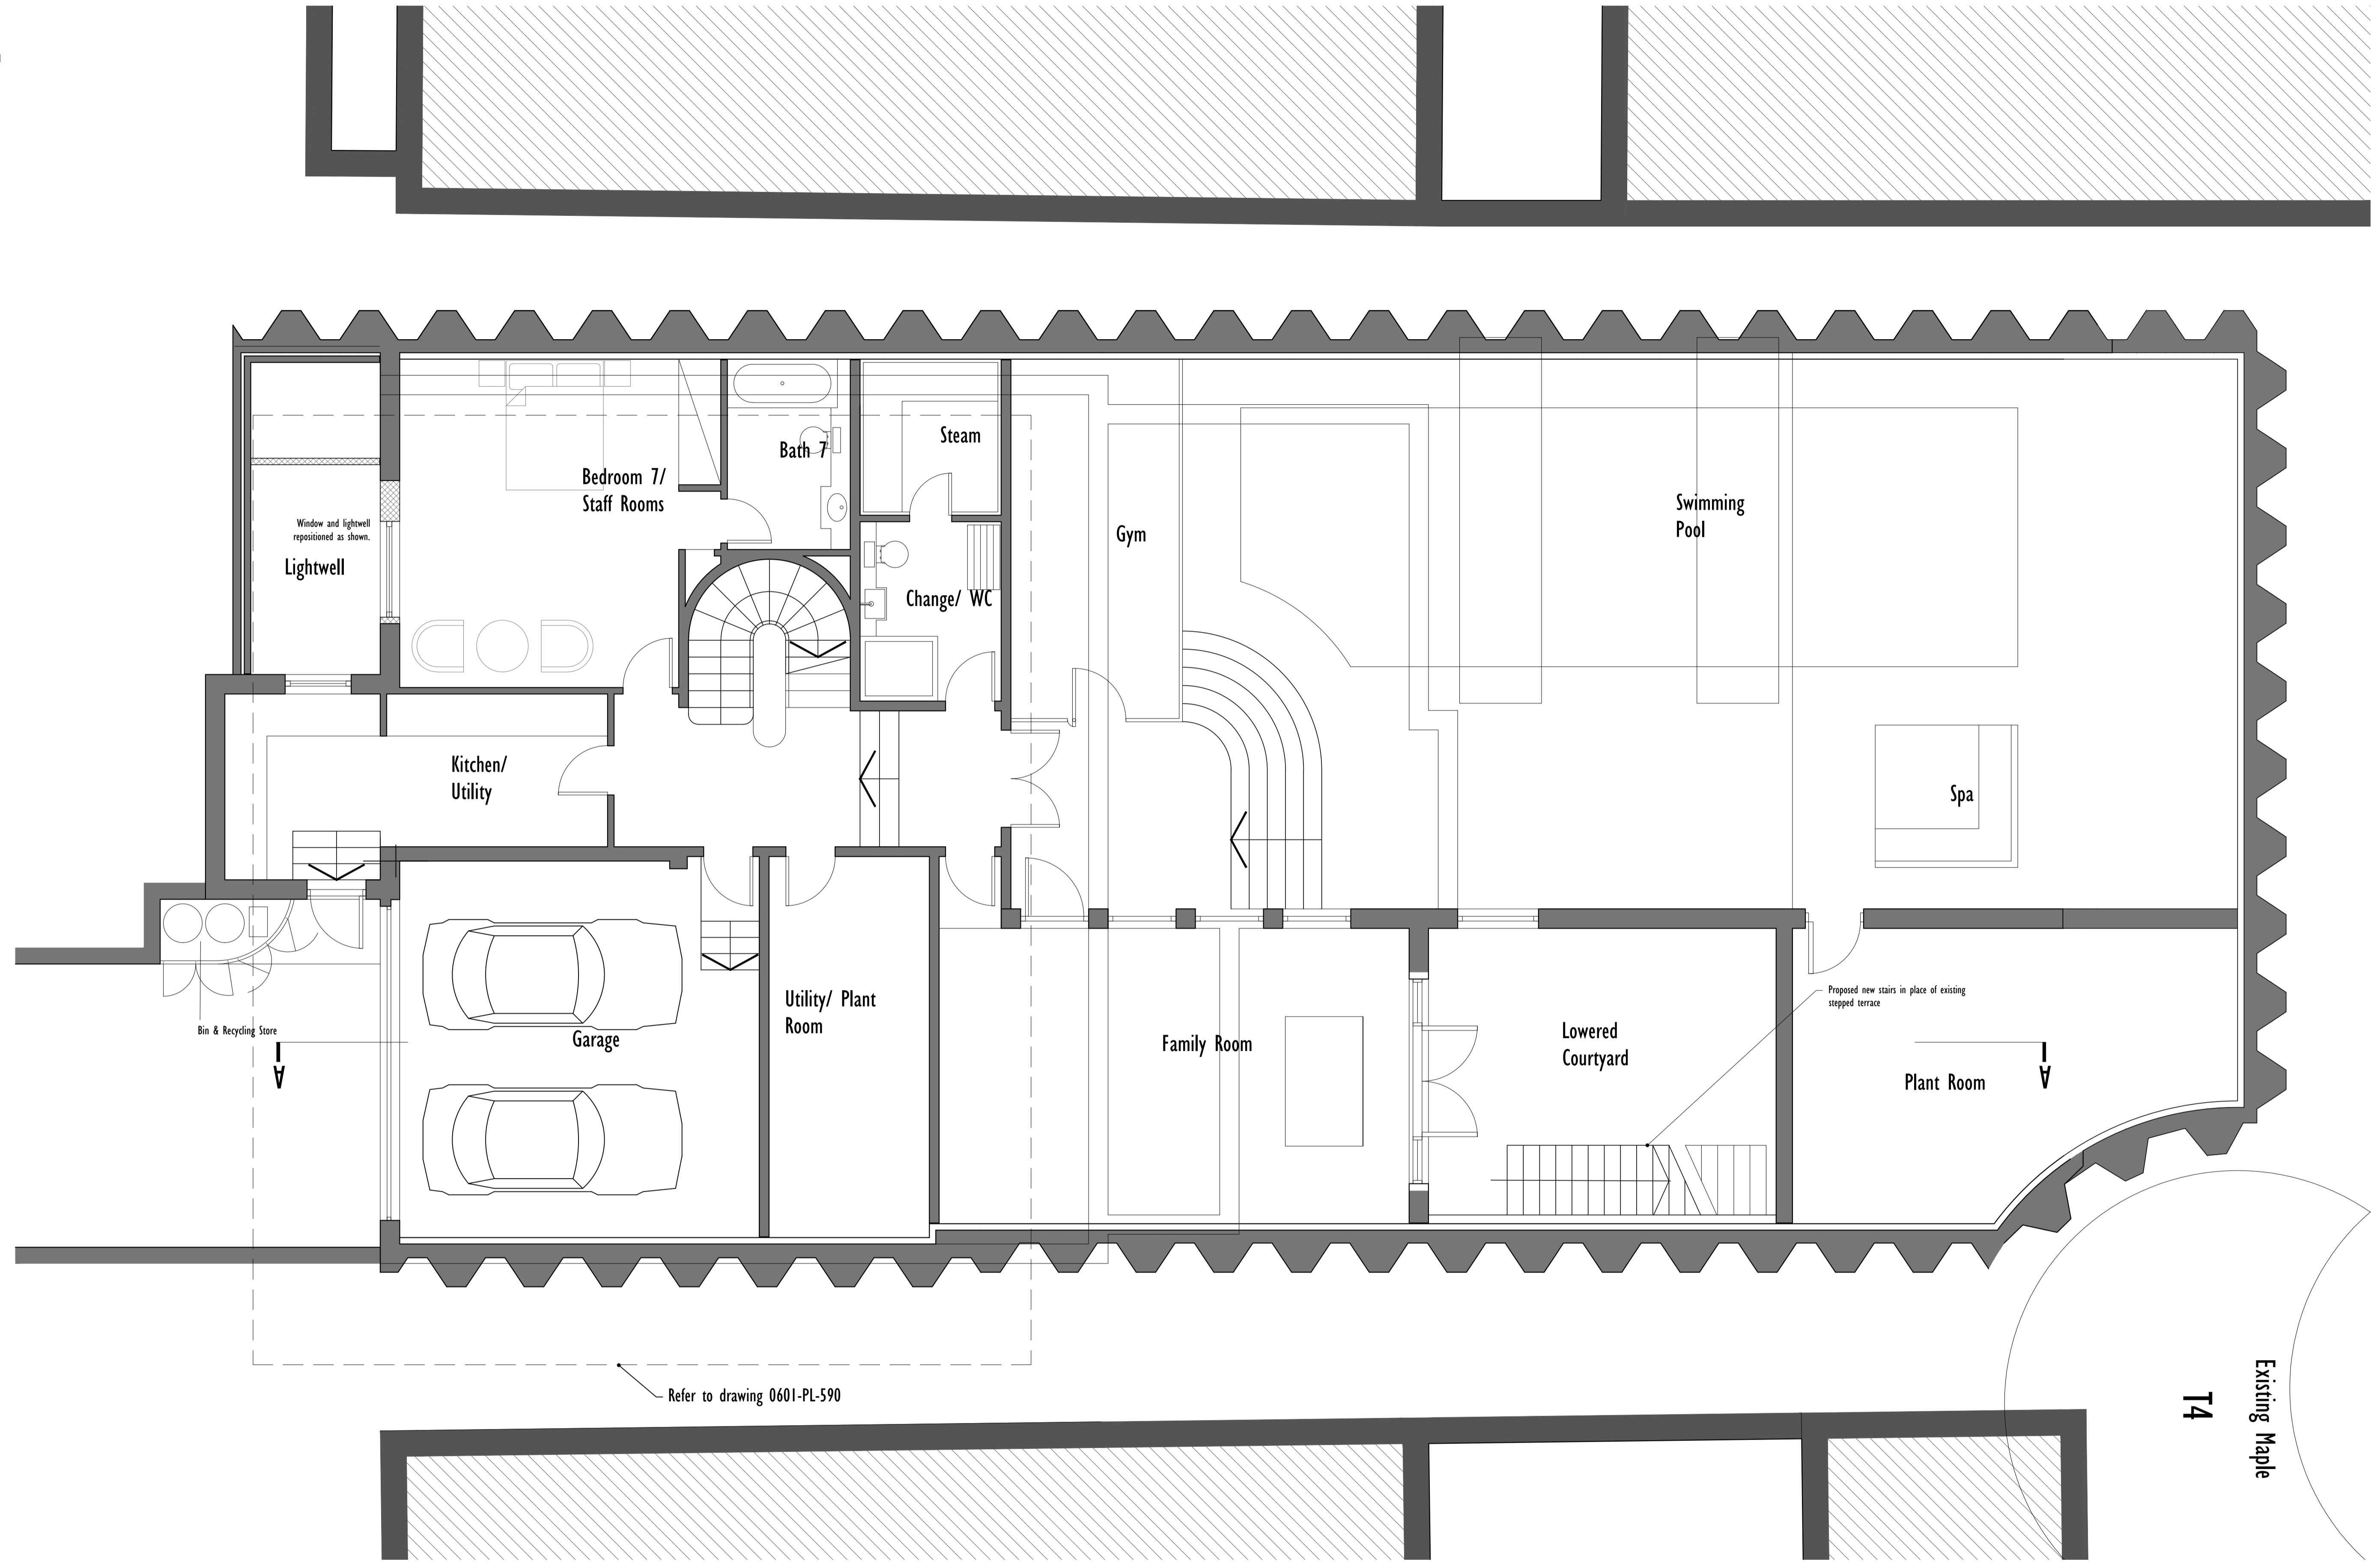 Steam
Bath 7
Bedroom 7/
Staff Rooms
Swimming
Pool
Window and lightwell
repositioned as shown.
Gym
Lightwell
Change/ WC
Kitchen/
Utility
Spa
Utility/ Plant
Room
Proposed new stairs in place of existing
stepped terrace
Bin & Recycling Store
Garage
Family Room
Lowered
Courtyard
A
A
Plant Room
Refer to drawing 0601-PL-590
T4
Existing Maple